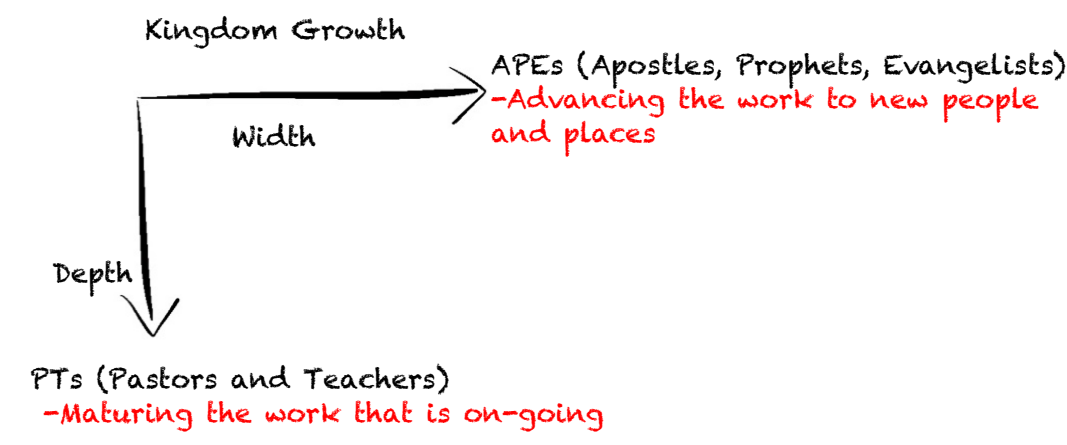 Kingdom Growth
APEs (Apostles, Prophets, Evangelists)
-Advancing the work to new people
and places
Width
Depth
PTs (Pastors and Teachers)
-Maturing the work that is on-going